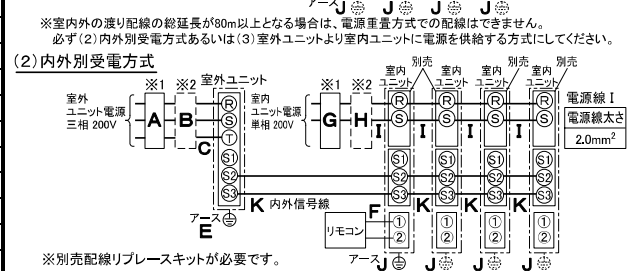 アース J J J J
※室内外の渡り配線の総延長が80m以上となる場合は、電源重畳方式での配線はできません。
必ず(2)内外別受電方式あるいは(3)室外ユニットより室内ユニットに電源を供給する方式にしてください。
(2)内外別受電方式
※1 ※2 室外ユニット
室外
ユニット電源
三相 200V
A B C
R
S
T
S1
S2
S3
アース
E
※1 ※2
室内
ユニット電源
単相 200V
G H
室内
ユニット
別売
室内
ユニット
室内
ユニット
別売
室内
ユニット
別売
R R R R
S S S S
I I I I
電源線 I
電源線太さ
2.0mm²
S1 S1 S1 S1
S2 S2 S2 S2
S3 S3 S3 S3
K 内外信号線
K K K
F
リモコン
① ① ① ①
② ② ② ②
アース J J J J
※別売配線リプレースキットが必要です。